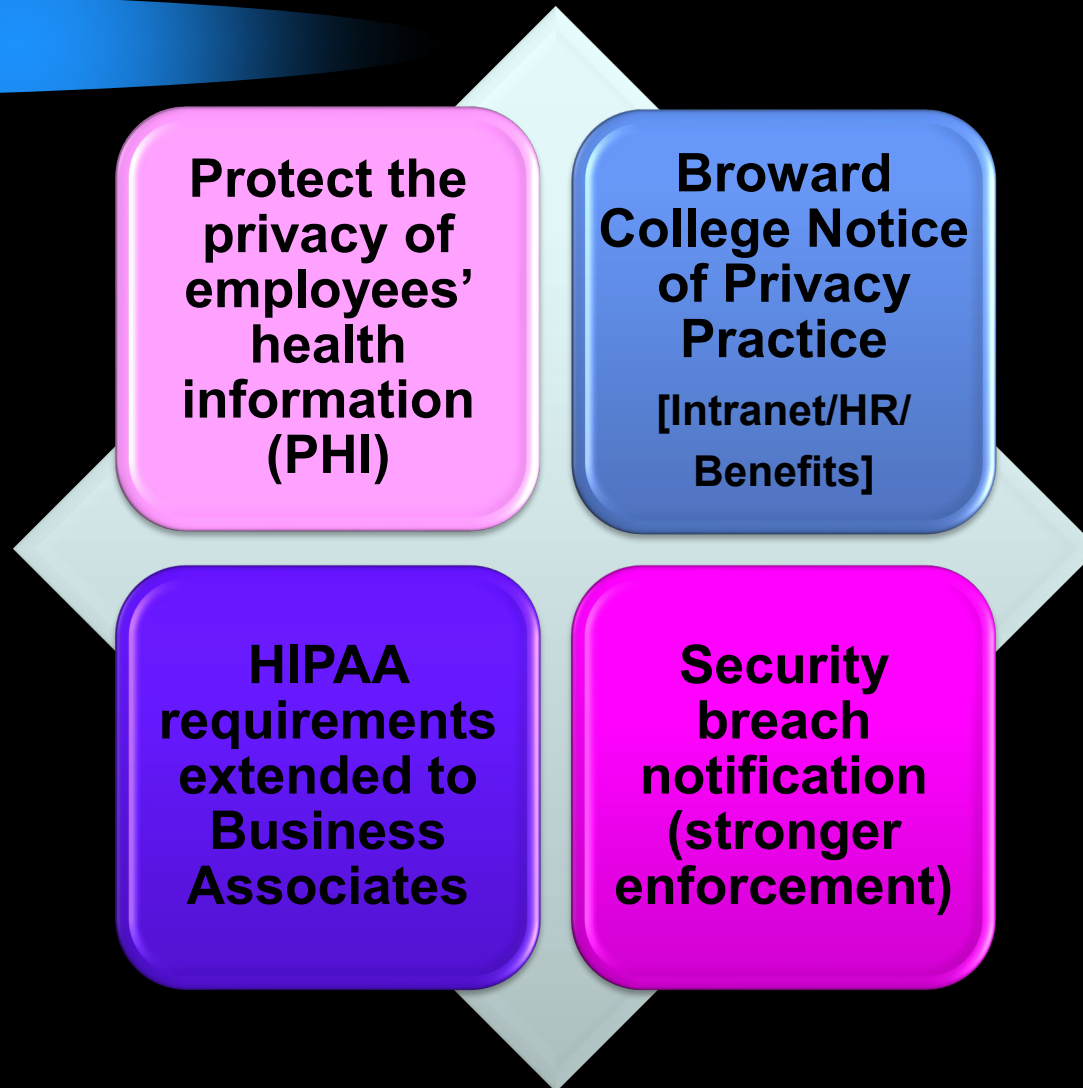 Protect the
privacy of
employees’
health
information
(PHI)
Broward
College Notice
of Privacy
Practice
[Intranet/HR/
Benefits]
HIPAA
requirements
extended to
Business
Associates
Security
breach
notification
(stronger
enforcement)